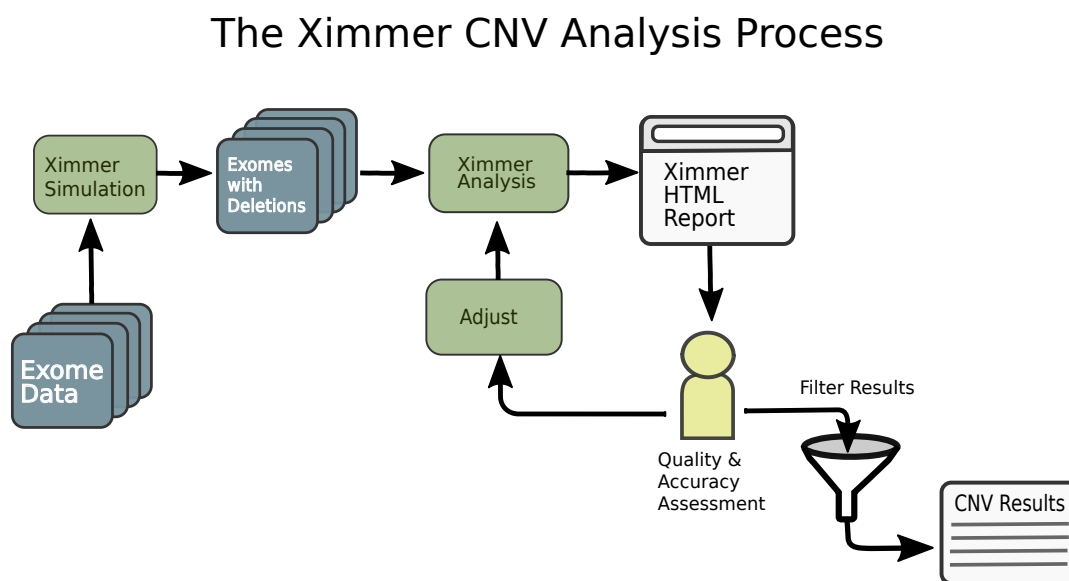 The Ximmer CNV Analysis Process
Ximmer
Simulation
Exomes
with
Deletions
Ximmer
Analysis
Ximmer
HTML
Report
Exome
Data
Adjust
Filter Results
Quality &
Accuracy
Assessment
CNV Results